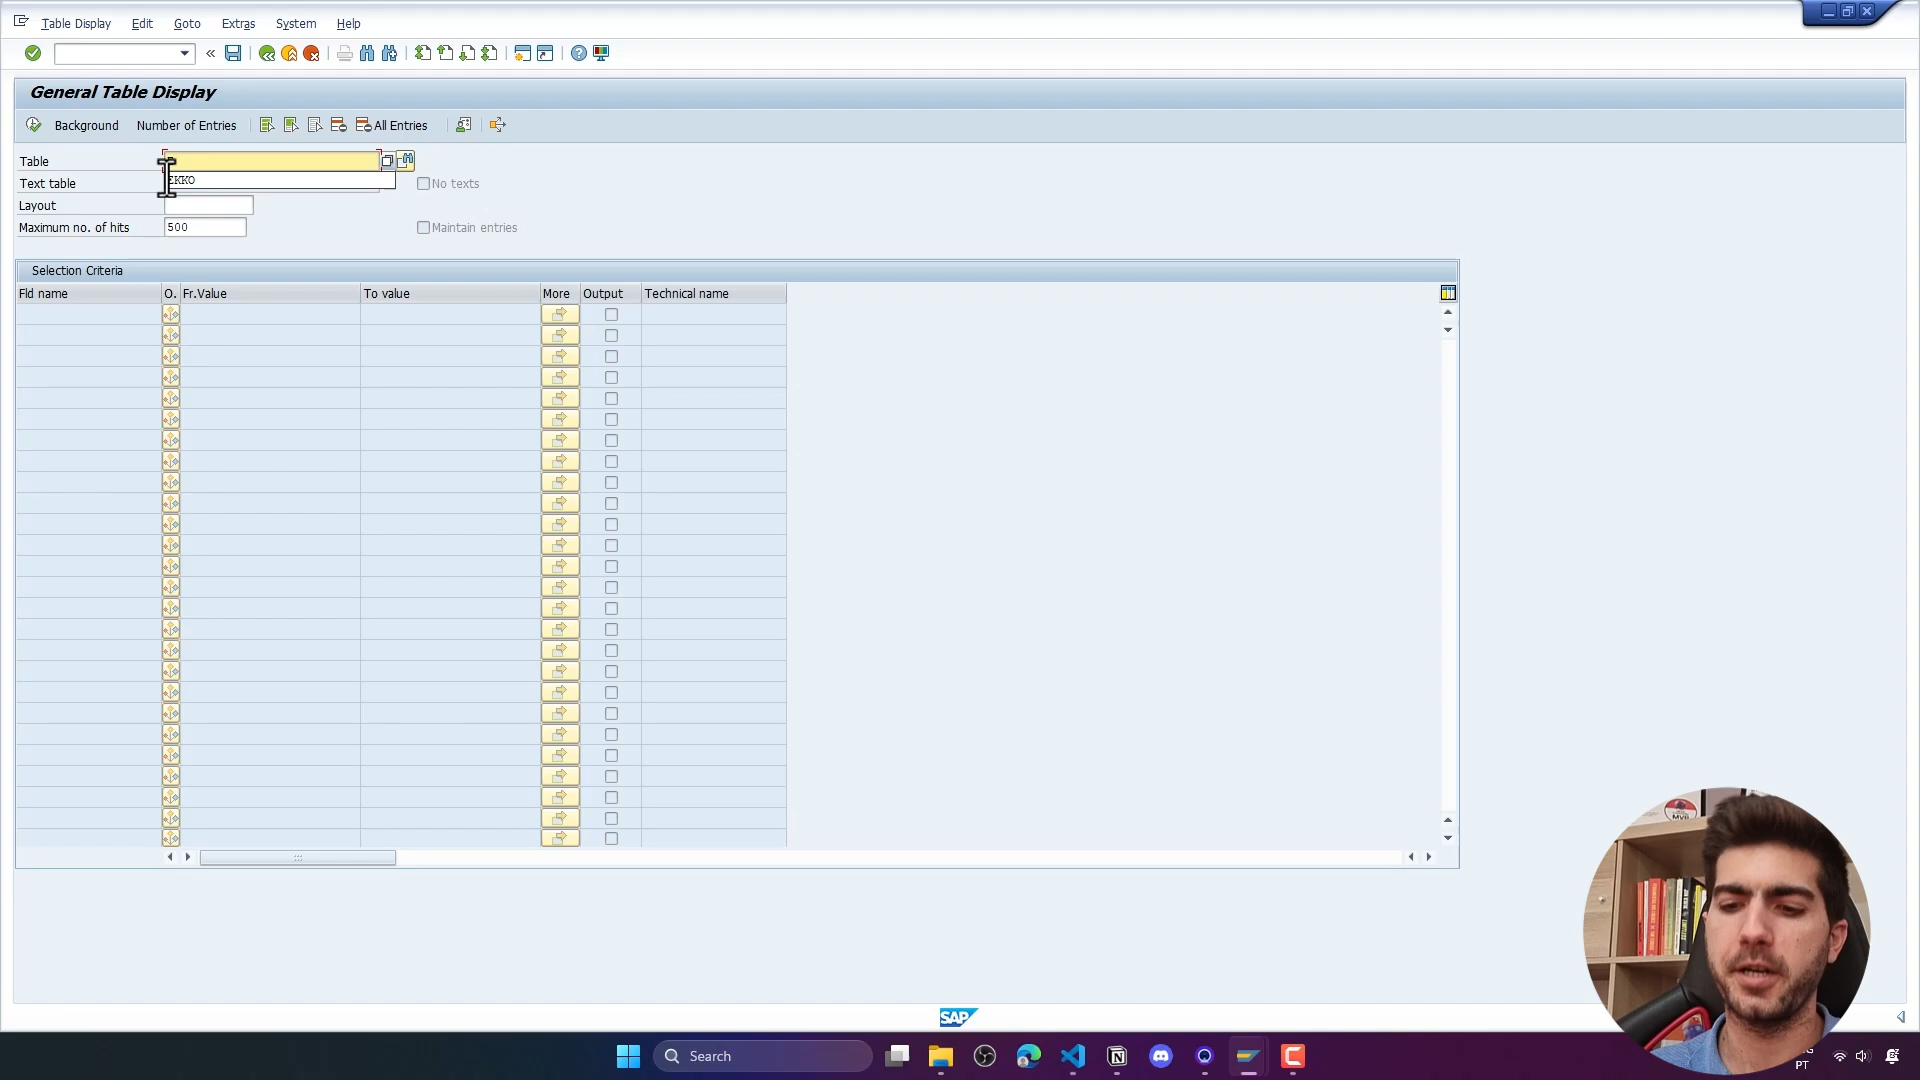 Table Display Edit Goto Extras System Help
General Table Display
Background Number of Entries All Entries
Table
EKKO
Text table No texts
Layout
Maximum no. of hits 500 Maintain entries
Selection Criteria
Fld name O. Fr.Value To value More Output Technical name
MVP
SAP
Search
PT